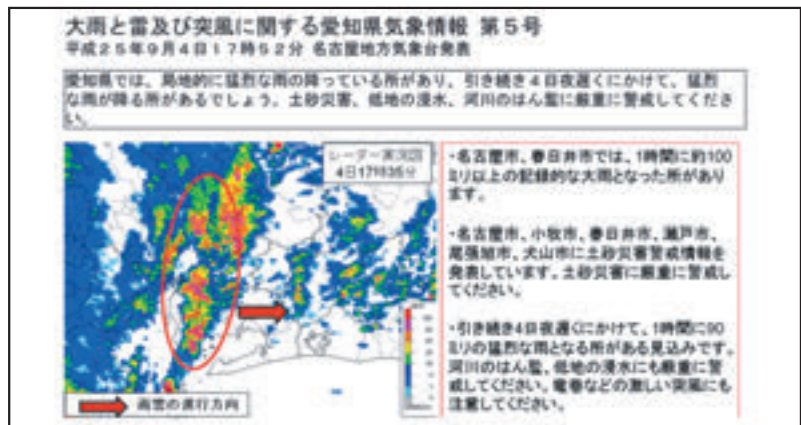 大雨と雷及び突風に関する愛知県気象情報 第５号
平成２５年９月４日１７時５２分 名古屋地方気象台発表
愛知県では、局地的に猛烈な雨の降っている所があり、引き続き４日夜遅くにかけて、猛烈
な雨が降る所があるでしょう。土砂災害、低地の浸水、河川のはん濫に厳重に警戒してくださ
い。
レーダー実況図
4日17時35分
・名古屋市、春日井市では、1時間に約100
ミリ以上の記録的な大雨となった所があり
ます。
・名古屋市、小牧市、春日井市、瀬戸市、
尾張旭市、犬山市に土砂災害警戒情報を
発表しています。土砂災害に厳重に警戒し
てください。
・引き続き4日夜遅くにかけて、1時間に90
ミリの猛烈な雨となる所がある見込みです。
河川のはん濫、低地の浸水にも厳重に警
戒してください。竜巻などの激しい突風にも
注意してください。
雨雲の進行方向